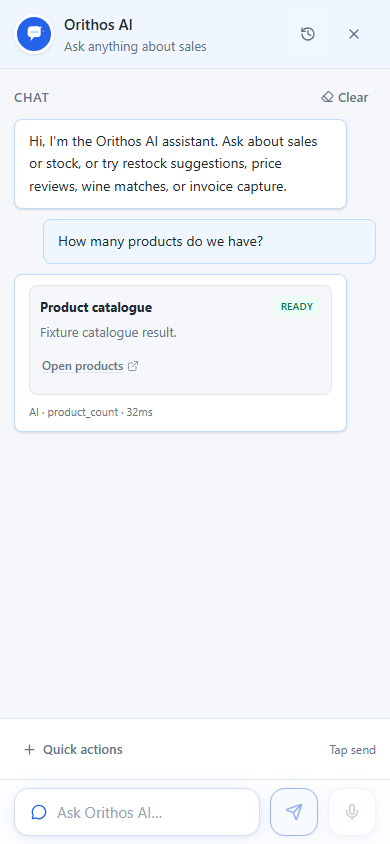 Orithos AI
Ask anything about sales
CHAT
Clear
Hi, I'm the Orithos AI assistant. Ask about sales
or stock, or try restock suggestions, price
reviews, wine matches, or invoice capture.
How many products do we have?
Product catalogue
READY
Fixture catalogue result.
Open products
AI · product_count · 32ms
Quick actions
Tap send
Ask Orithos AI...